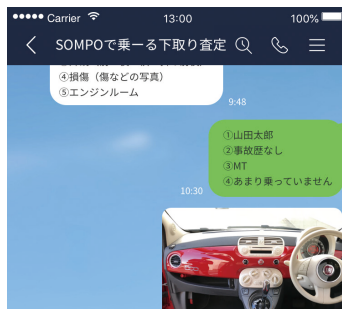 Carrier 13:00 100%
SOMPOで乗ーる下取り査定
④損傷（傷などの写真）
⑤エンジンルーム
9:48
①山田太郎
②事故歴なし
③MT
④あまり乗っていません
10:30